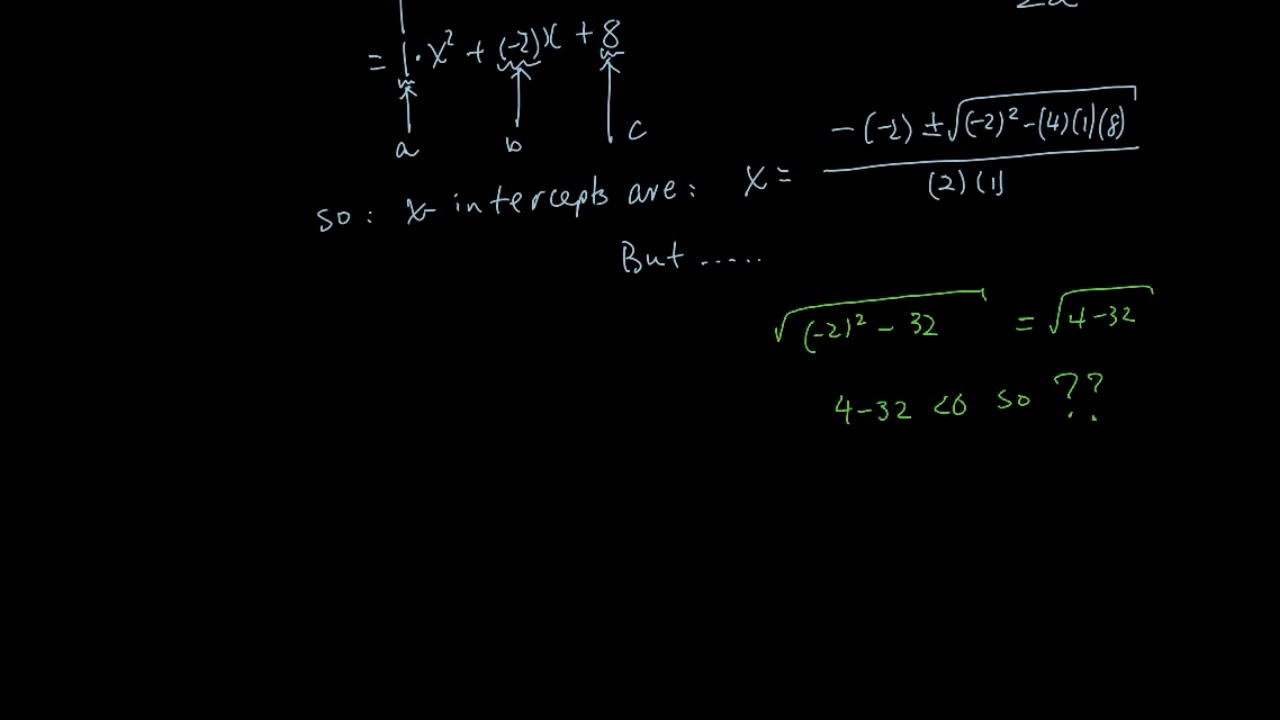 2a
= 1·x² + (-2)x + 8
a b c
so: x- intercepts are: x = (-(-2) ± √((-2)² - (4)(1)(8))) / ((2)(1))
But ......
√((-2)² - 32) = √(4-32)
4-32 <0 so ??